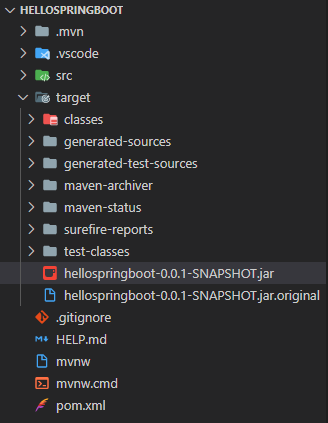 HELLOSPRINGBOOT
.mvn
.vscode
src
target
classes
generated-sources
generated-test-sources
maven-archiver
maven-status
surefire-reports
test-classes
hellospringboot-0.0.1-SNAPSHOT.jar
hellospringboot-0.0.1-SNAPSHOT.jar.original
.gitignore
HELP.md
mvnw
mvnw.cmd
pom.xml